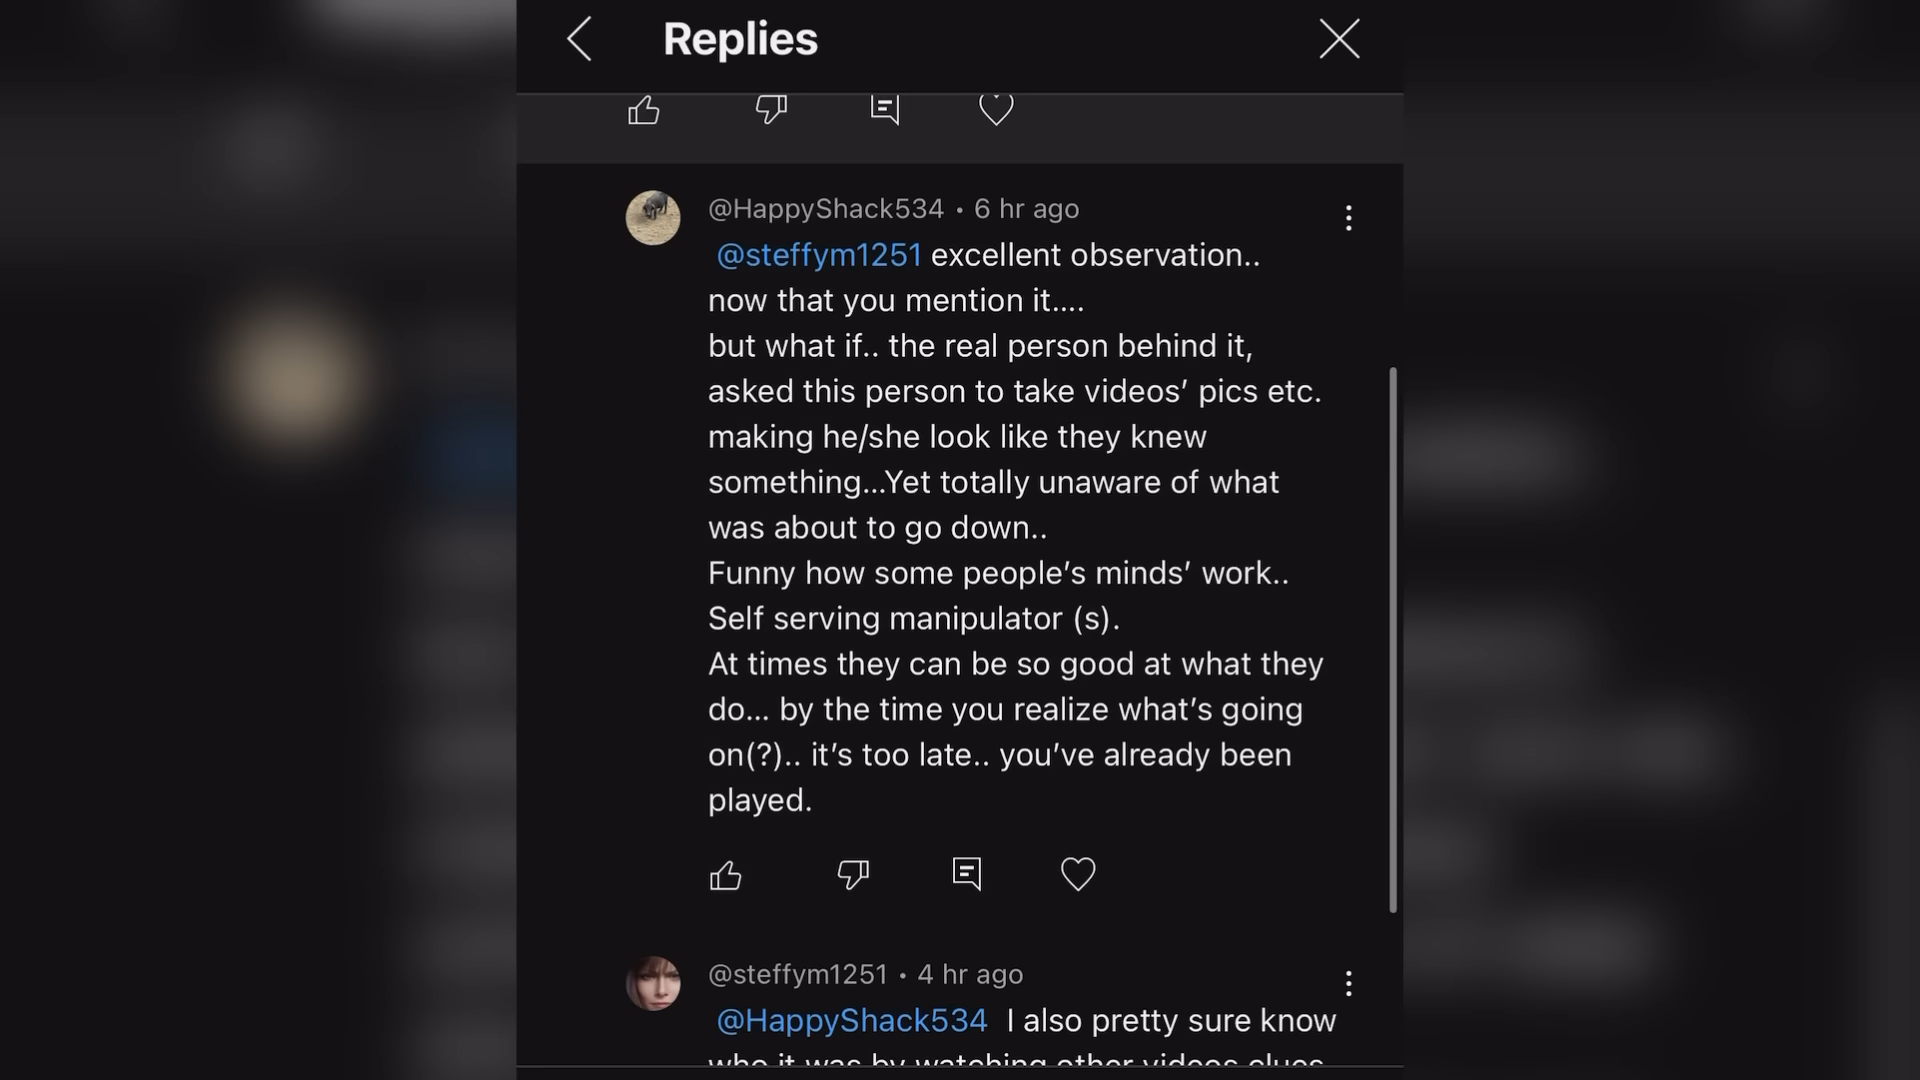 Replies
@HappyShack534 • 6 hr ago
@steffym1251 excellent observation..
now that you mention it....
but what if.. the real person behind it,
asked this person to take videos’ pics etc.
making he/she look like they knew
something...Yet totally unaware of what
was about to go down..
Funny how some people’s minds’ work..
Self serving manipulator (s).
At times they can be so good at what they
do... by the time you realize what’s going
on(?).. it’s too late.. you’ve already been
played.
@steffym1251 • 4 hr ago
@HappyShack534 I also pretty sure know
who it was by watching other videos clues